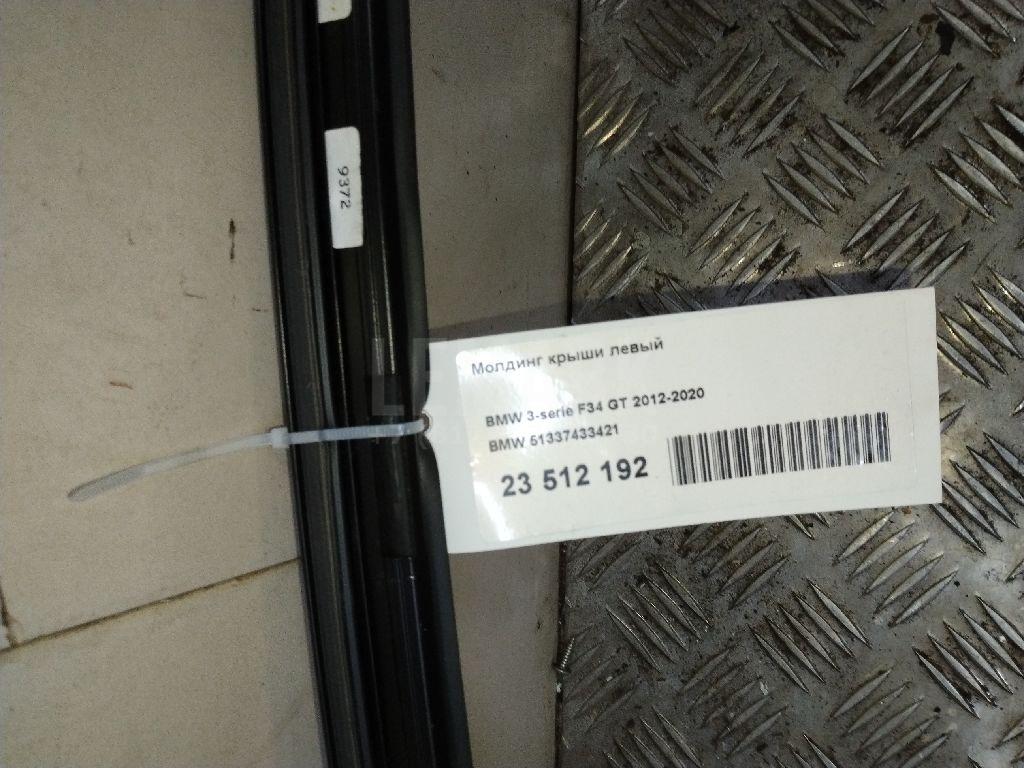 9372
Молдинг крыши левый
BMW 3-serie F34 GT 2012-2020
BMW 51337433421
23 512 192